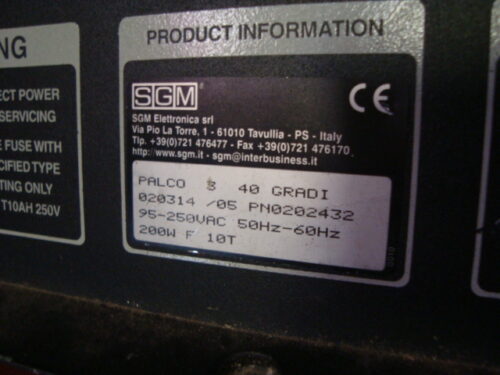 NG
ECT POWER
SERVICING
FUSE WITH
CIFIED TYPE
TING ONLY
T10AH 250V
PRODUCT INFORMATION
SGM®
CE
SGM Elettronica srl
Via Pio La Torre, 1 - 61010 Tavullia - PS - Italy
Tlp. +39(0)721 476477 - Fax +39(0)721 476170
http: www.sgm.it - sgm@interbusiness.it
PALCO 3 40 GRADI
020314 /05 PN0202432
95-250VAC 50Hz-60Hz
200W F 10T